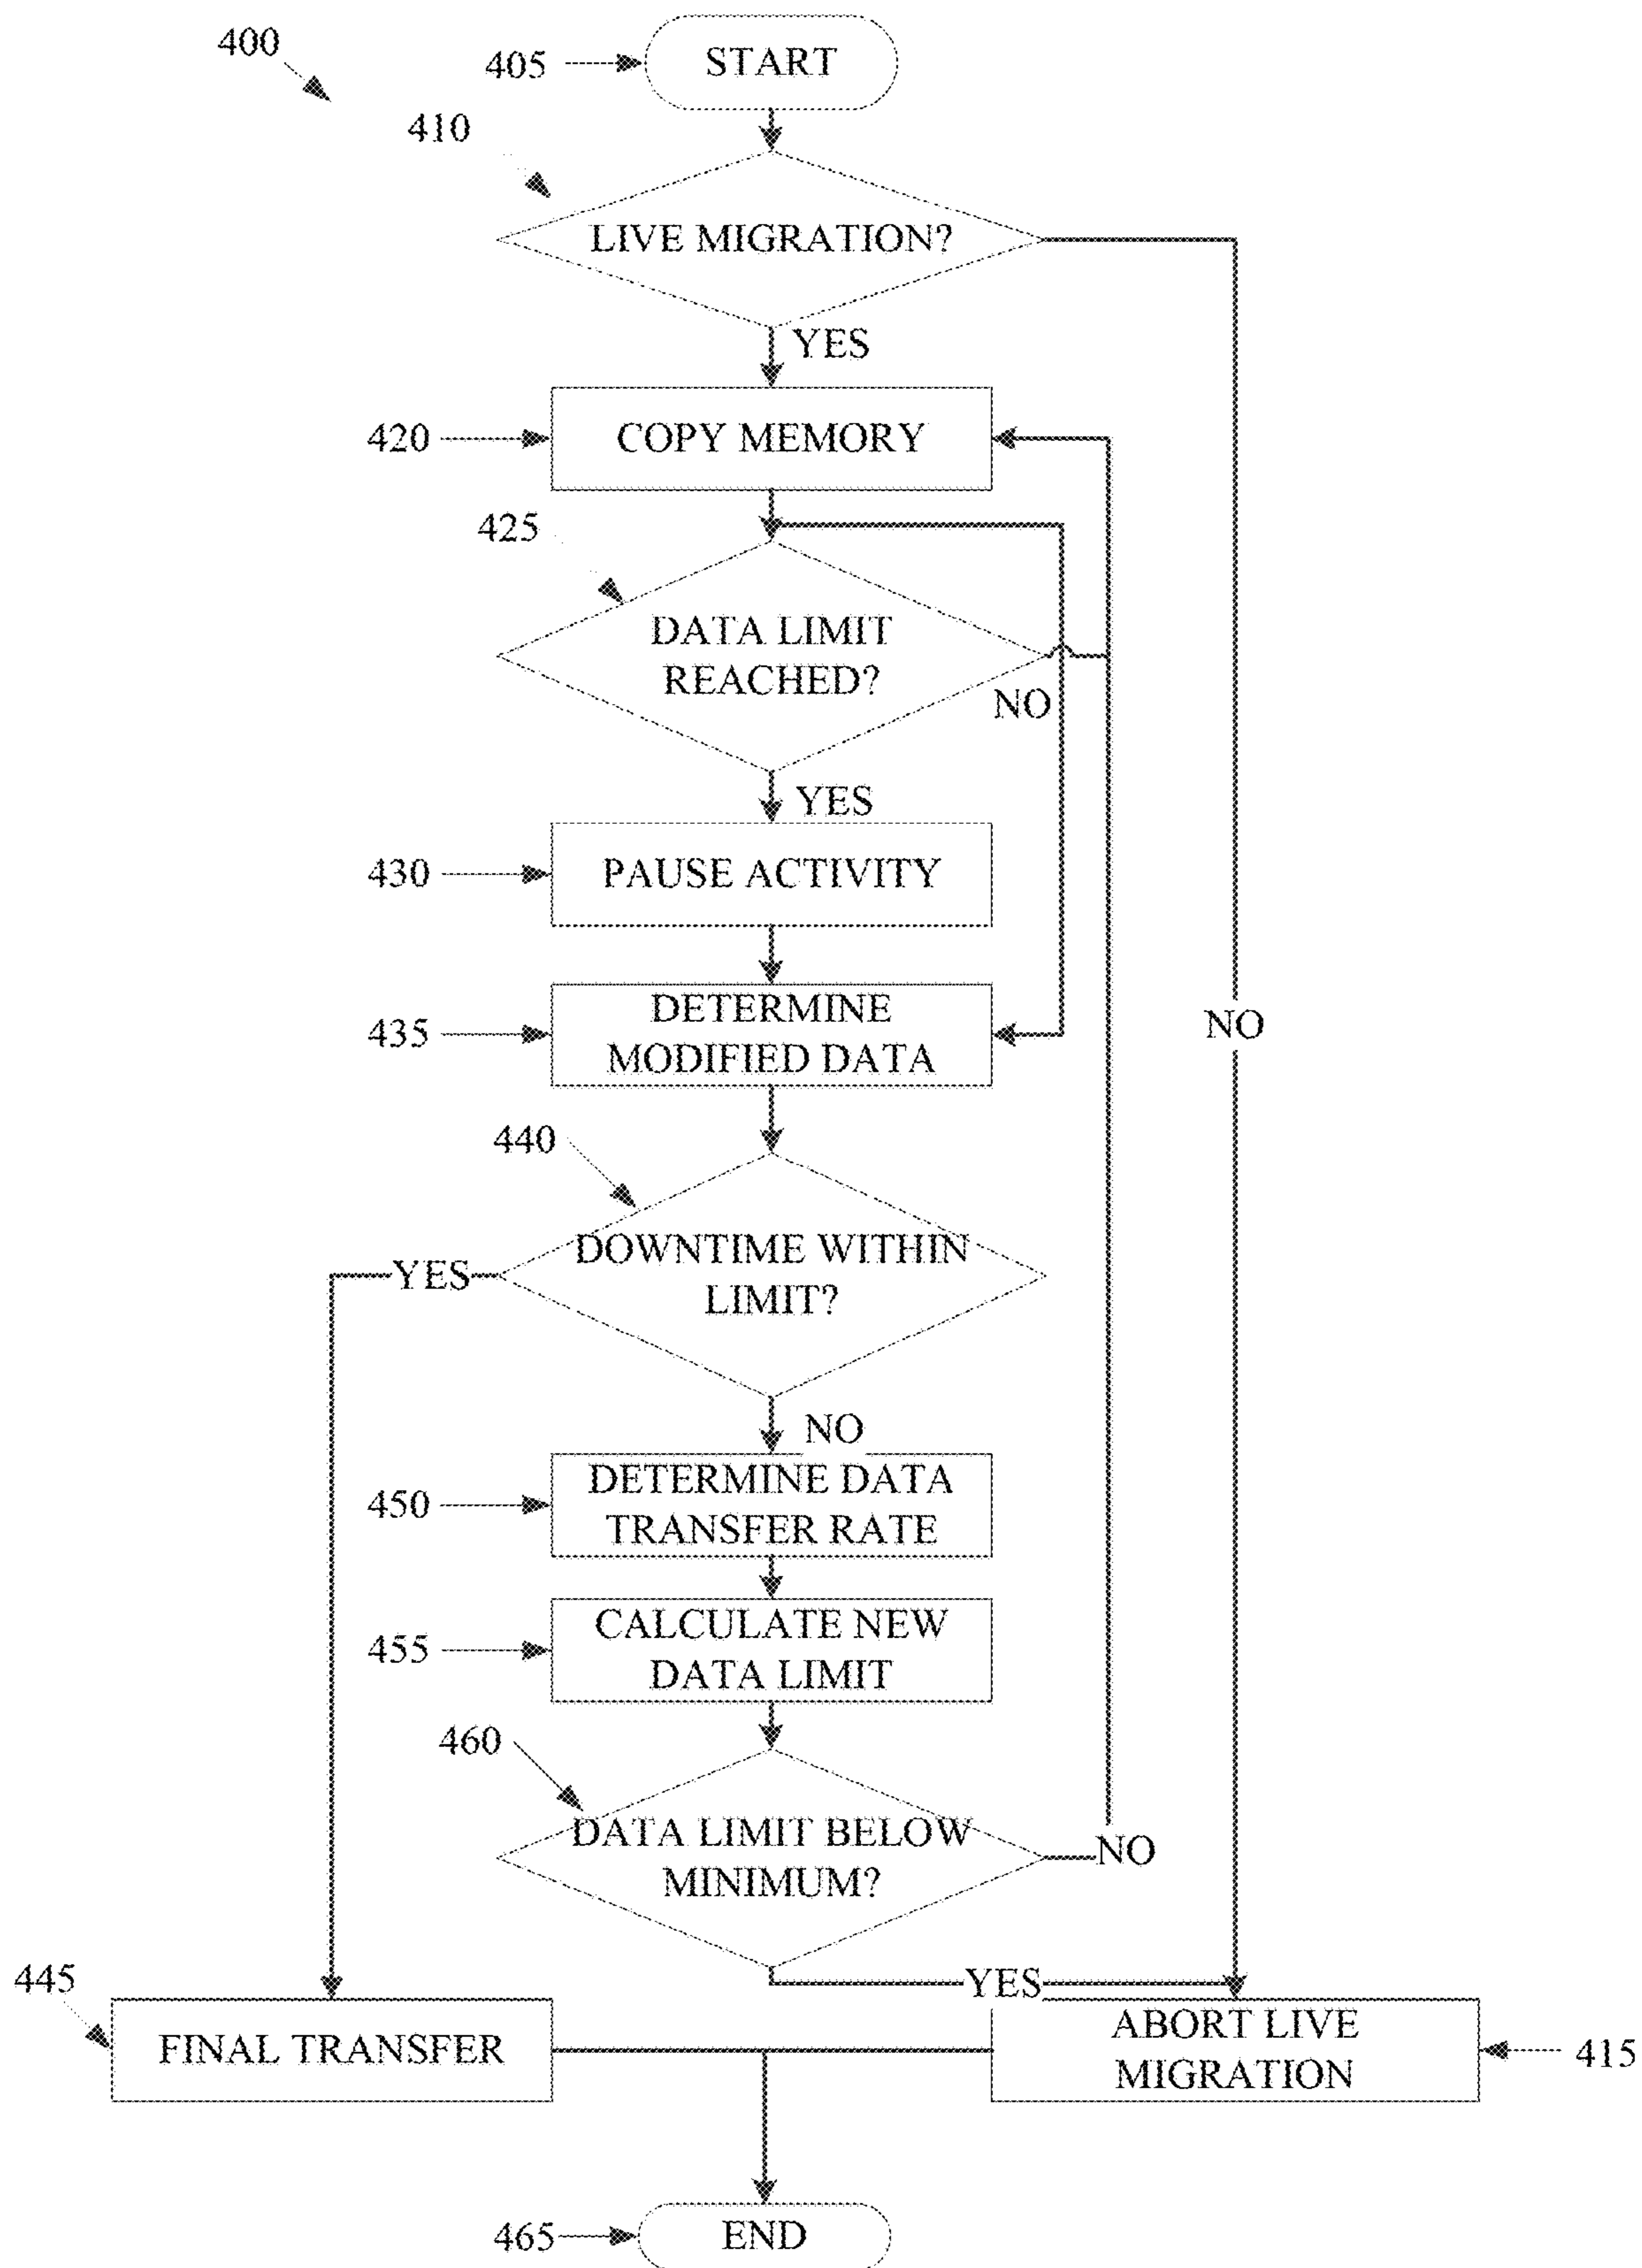 400
405
START
410
LIVE MIGRATION?
YES
420
COPY MEMORY
425
DATA LIMIT
REACHED?
NO
YES
430
PAUSE ACTIVITY
435
DETERMINE
MODIFIED DATA
NO
440
DOWNTIME WITHIN
LIMIT?
YES
NO
450
DETERMINE DATA
TRANSFER RATE
455
CALCULATE NEW
DATA LIMIT
460
DATA LIMIT BELOW
MINIMUM?
NO
YES
445
FINAL TRANSFER
ABORT LIVE
MIGRATION
415
465
END